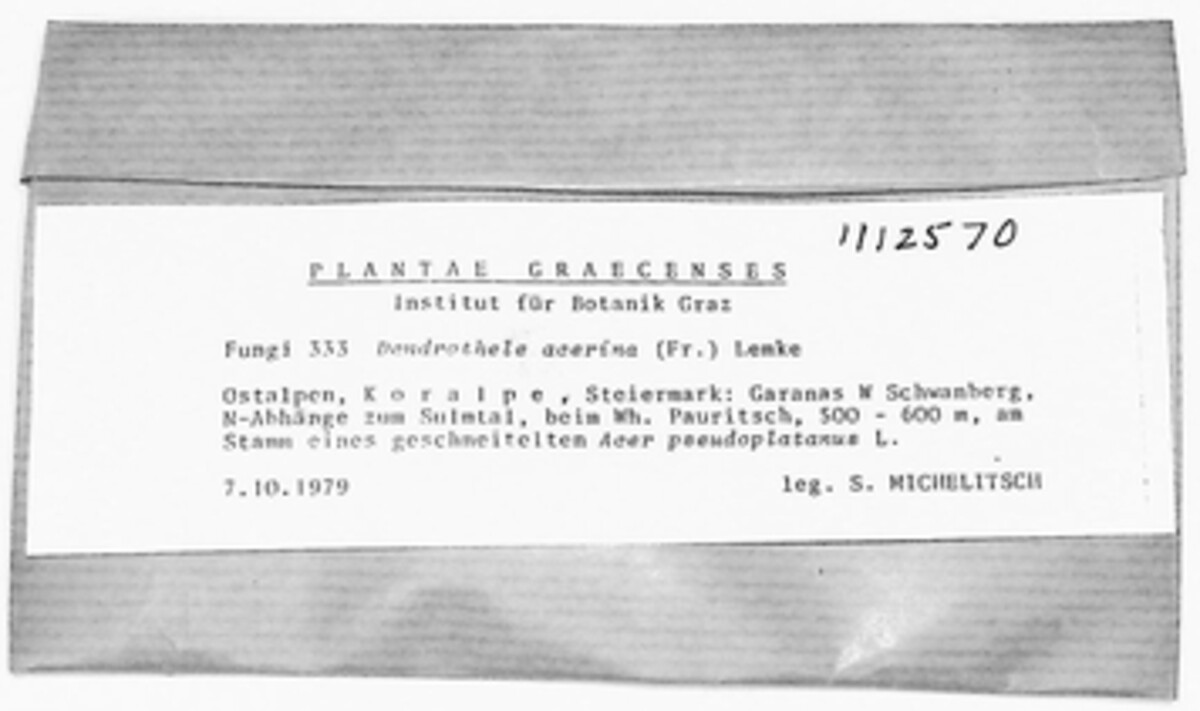 1112570
PLANTAE GRAECENSES
Institut für Botanik Graz
Fungi 333 Dendrothele acerina (Fr.) Lemke
Ostalpen, K o r a l p e , Steiermark: Garanas W Schwanberg,
N-Abhänge zum Sulmtal, beim Wh. Pauritsch, 500 - 600 m, am
Stamm eines geschneitelten Acer pseudoplatanus L.
7.10.1979 leg. S. MICHELITSCH